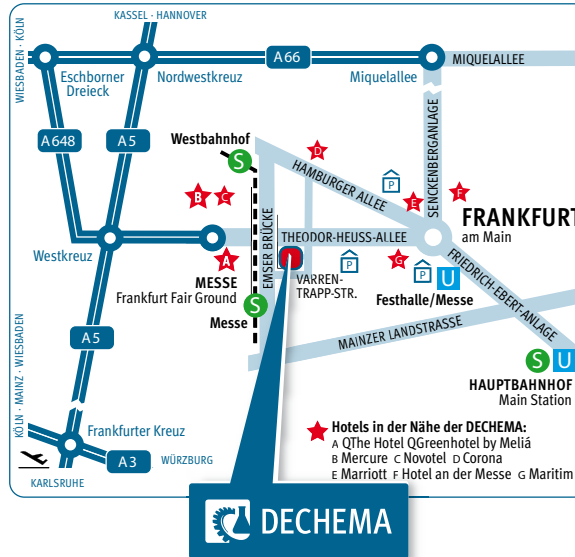 KASSEL · HANNOVER
WIESBADEN · KÖLN
A66
MIQUELALLEE
Eschborner
Dreieck
Nordwestkreuz
Miquelallee
A648
A5
Westbahnhof
S
D
HAMBURGER ALLEE
P
SENCKENBERGANLAGE
B
C
E
F
EMSER BRÜCKE
THEODOR-HEUSS-ALLEE
FRANKFURT
am Main
Westkreuz
A
G
P
P
U
MESSE
Frankfurt Fair Ground
VARREN-
TRAPP-STR.
Festhalle/Messe
FRIEDRICH-EBERT-ANLAGE
S
Messe
MAINZER LANDSTRASSE
A5
S
U
HAUPTBAHNHOF
Main Station
KÖLN · MAINZ · WIESBADEN
Frankfurter Kreuz
A3
WÜRZBURG
KARLSRUHE
Hotels in der Nähe der DECHEMA:
A QThe Hotel QGreenhotel by Meliá
B Mercure C Novotel D Corona
E Marriott F Hotel an der Messe G Maritim
DECHEMA